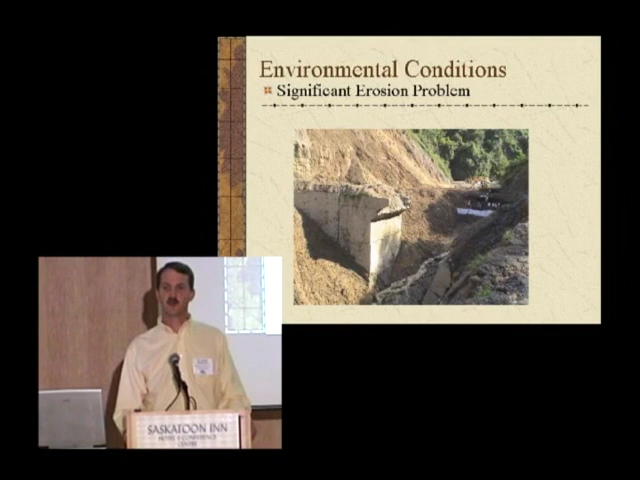 Environmental Conditions
Significant Erosion Problem
SASKATOON INN
HOTEL & CONFERENCE
CENTRE